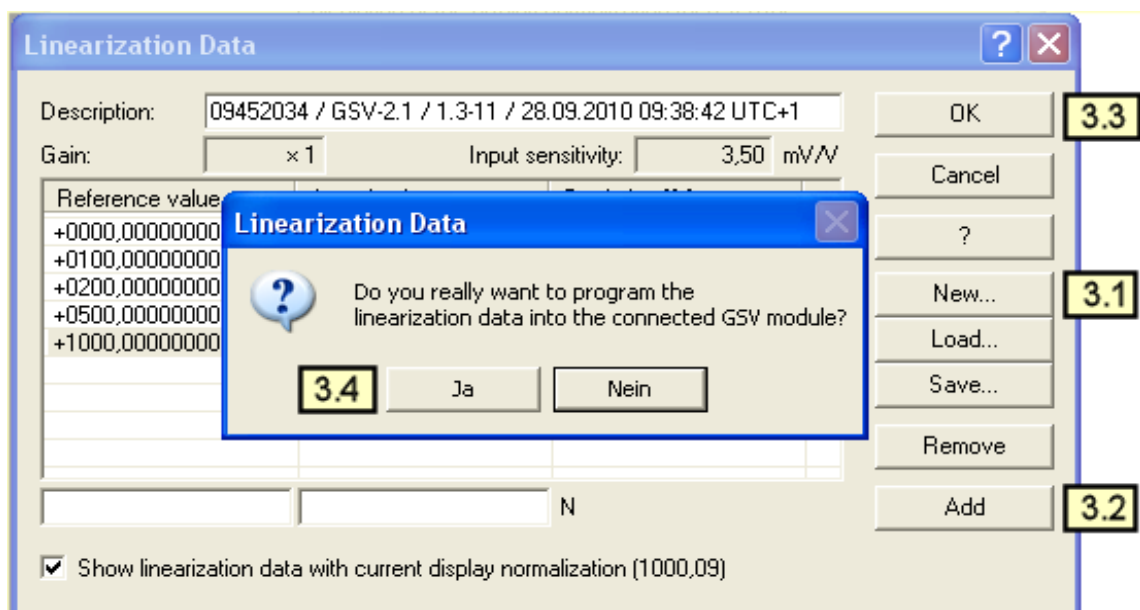 Linearization Data
Description: 09452034 / GSV-2.1 / 1.3-11 / 28.09.2010 09:38:42 UTC+1
OK 3.3
Gain: × 1 Input sensitivity: 3,50 mV/V
Cancel
Reference value
+0000,00000000
+0100,00000000
+0200,00000000
+0500,00000000
+1000,00000000
Linearization Data
Do you really want to program the
linearization data into the connected GSV module?
3.4 Ja Nein
?
New... 3.1
Load...
Save...
Remove
N
Add 3.2
Show linearization data with current display normalization (1000,09)